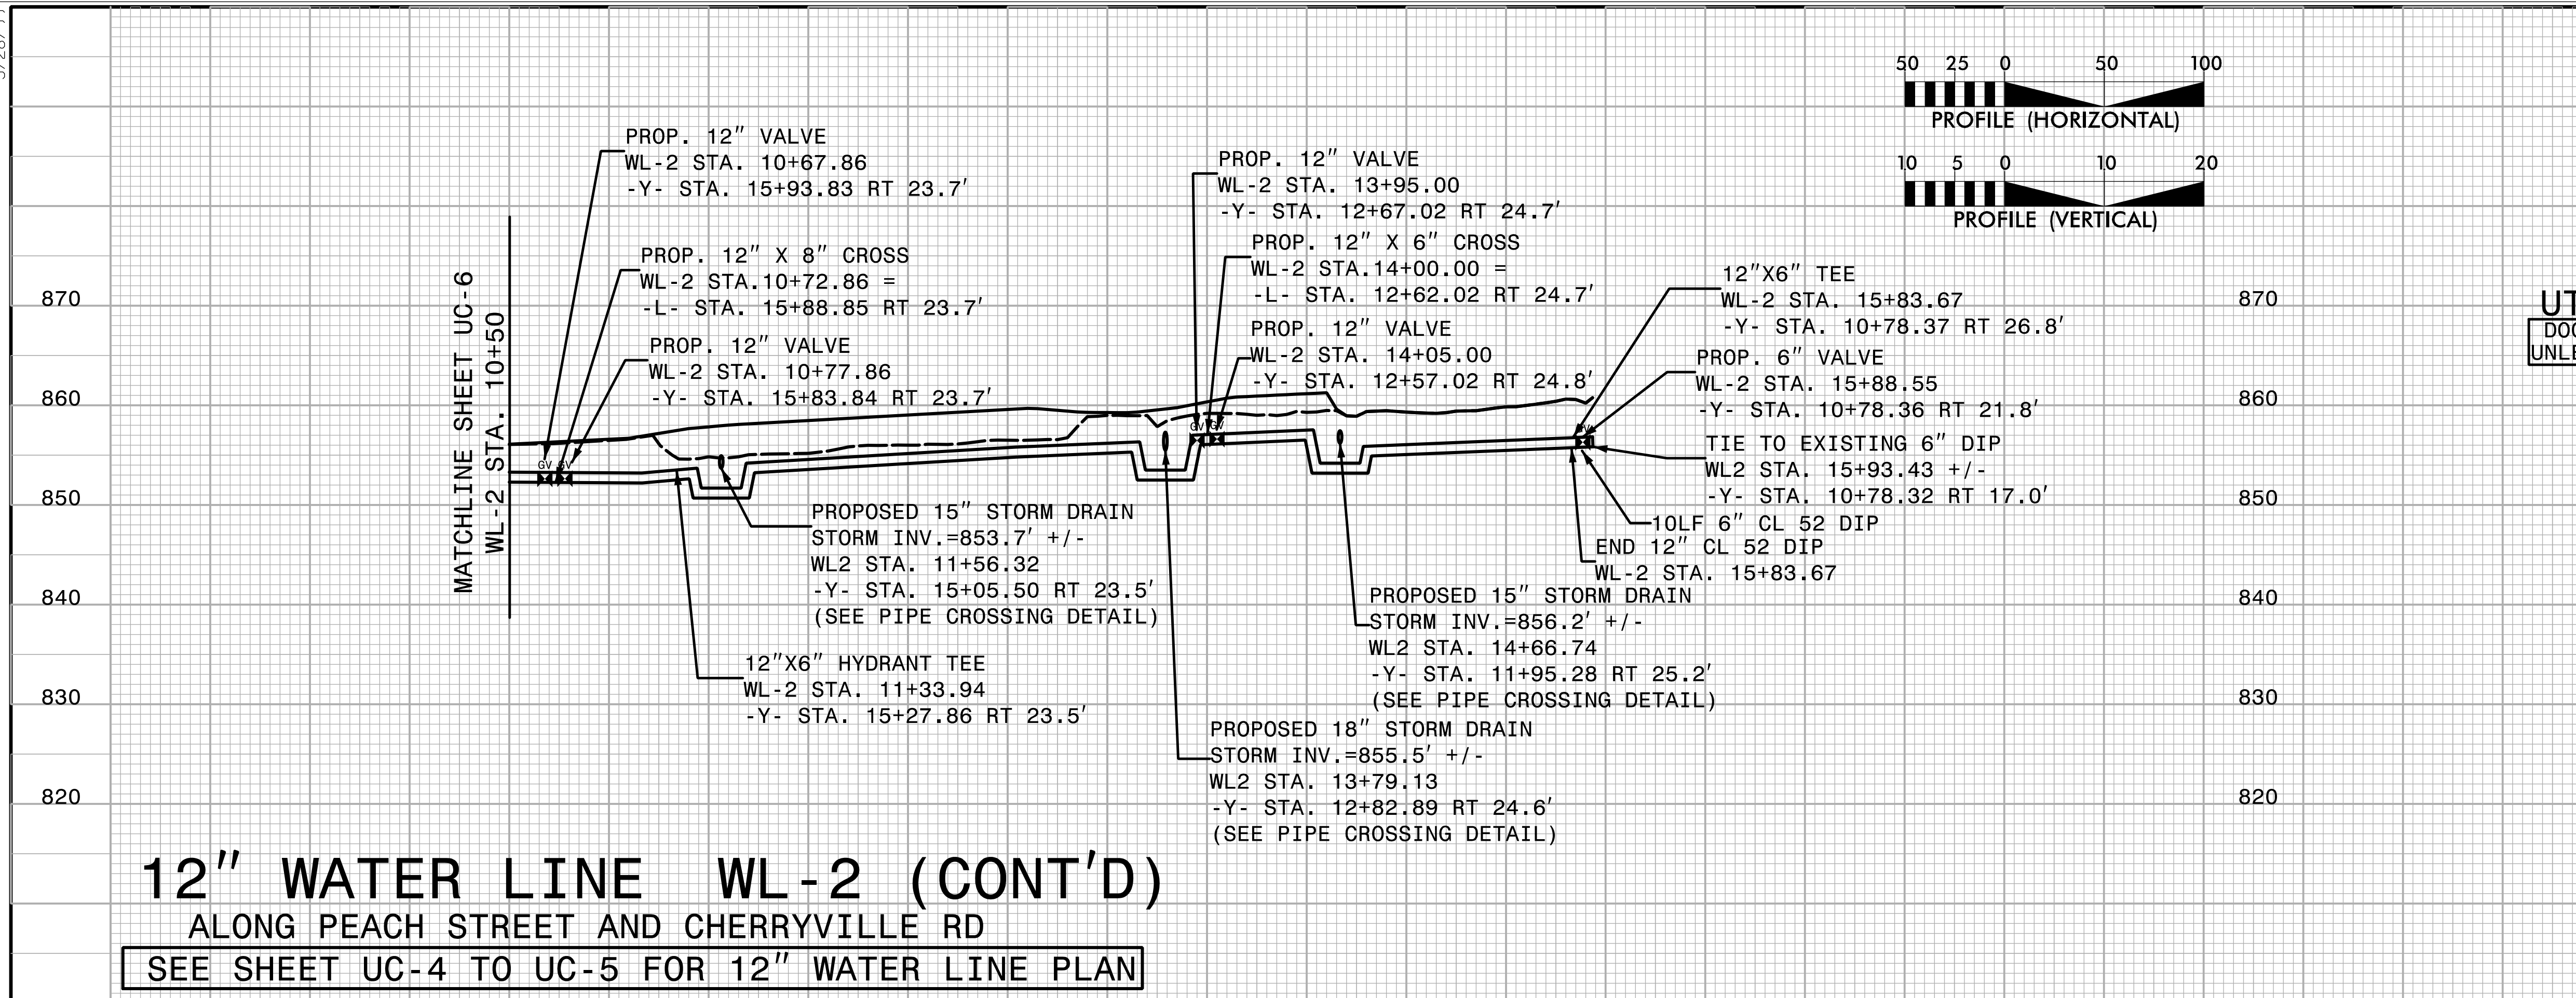 50 25 0 50 100
PROFILE (HORIZONTAL)
10 5 0 10 20
PROFILE (VERTICAL)
PROP. 12" VALVE
WL-2 STA. 10+67.86
-Y- STA. 15+93.83 RT 23.7'
PROP. 12" X 8" CROSS
WL-2 STA.10+72.86 =
-L- STA. 15+88.85 RT 23.7'
PROP. 12" VALVE
WL-2 STA. 10+77.86
-Y- STA. 15+83.84 RT 23.7'
PROP. 12" VALVE
WL-2 STA. 13+95.00
-Y- STA. 12+67.02 RT 24.7'
PROP. 12" X 6" CROSS
WL-2 STA.14+00.00 =
-L- STA. 12+62.02 RT 24.7'
PROP. 12" VALVE
WL-2 STA. 14+05.00
-Y- STA. 12+57.02 RT 24.8'
12"X6" TEE
WL-2 STA. 15+83.67
-Y- STA. 10+78.37 RT 26.8'
PROP. 6" VALVE
WL-2 STA. 15+88.55
-Y- STA. 10+78.36 RT 21.8'
TIE TO EXISTING 6" DIP
WL2 STA. 15+93.43 +/-
-Y- STA. 10+78.32 RT 17.0'
10LF 6" CL 52 DIP
END 12" CL 52 DIP
WL-2 STA. 15+83.67
MATCHLINE SHEET UC-6
WL-2 STA. 10+50
GV GV
GV GV
PROPOSED 15" STORM DRAIN
STORM INV.=853.7' +/-
WL2 STA. 11+56.32
-Y- STA. 15+05.50 RT 23.5'
(SEE PIPE CROSSING DETAIL)
12"X6" HYDRANT TEE
WL-2 STA. 11+33.94
-Y- STA. 15+27.86 RT 23.5'
PROPOSED 15" STORM DRAIN
STORM INV.=856.2' +/-
WL2 STA. 14+66.74
-Y- STA. 11+95.28 RT 25.2'
(SEE PIPE CROSSING DETAIL)
PROPOSED 18" STORM DRAIN
STORM INV.=855.5' +/-
WL2 STA. 13+79.13
-Y- STA. 12+82.89 RT 24.6'
(SEE PIPE CROSSING DETAIL)
870
860
850
840
830
820
870
860
850
840
830
820
12" WATER LINE WL-2 (CONT'D)
ALONG PEACH STREET AND CHERRYVILLE RD
SEE SHEET UC-4 TO UC-5 FOR 12" WATER LINE PLAN